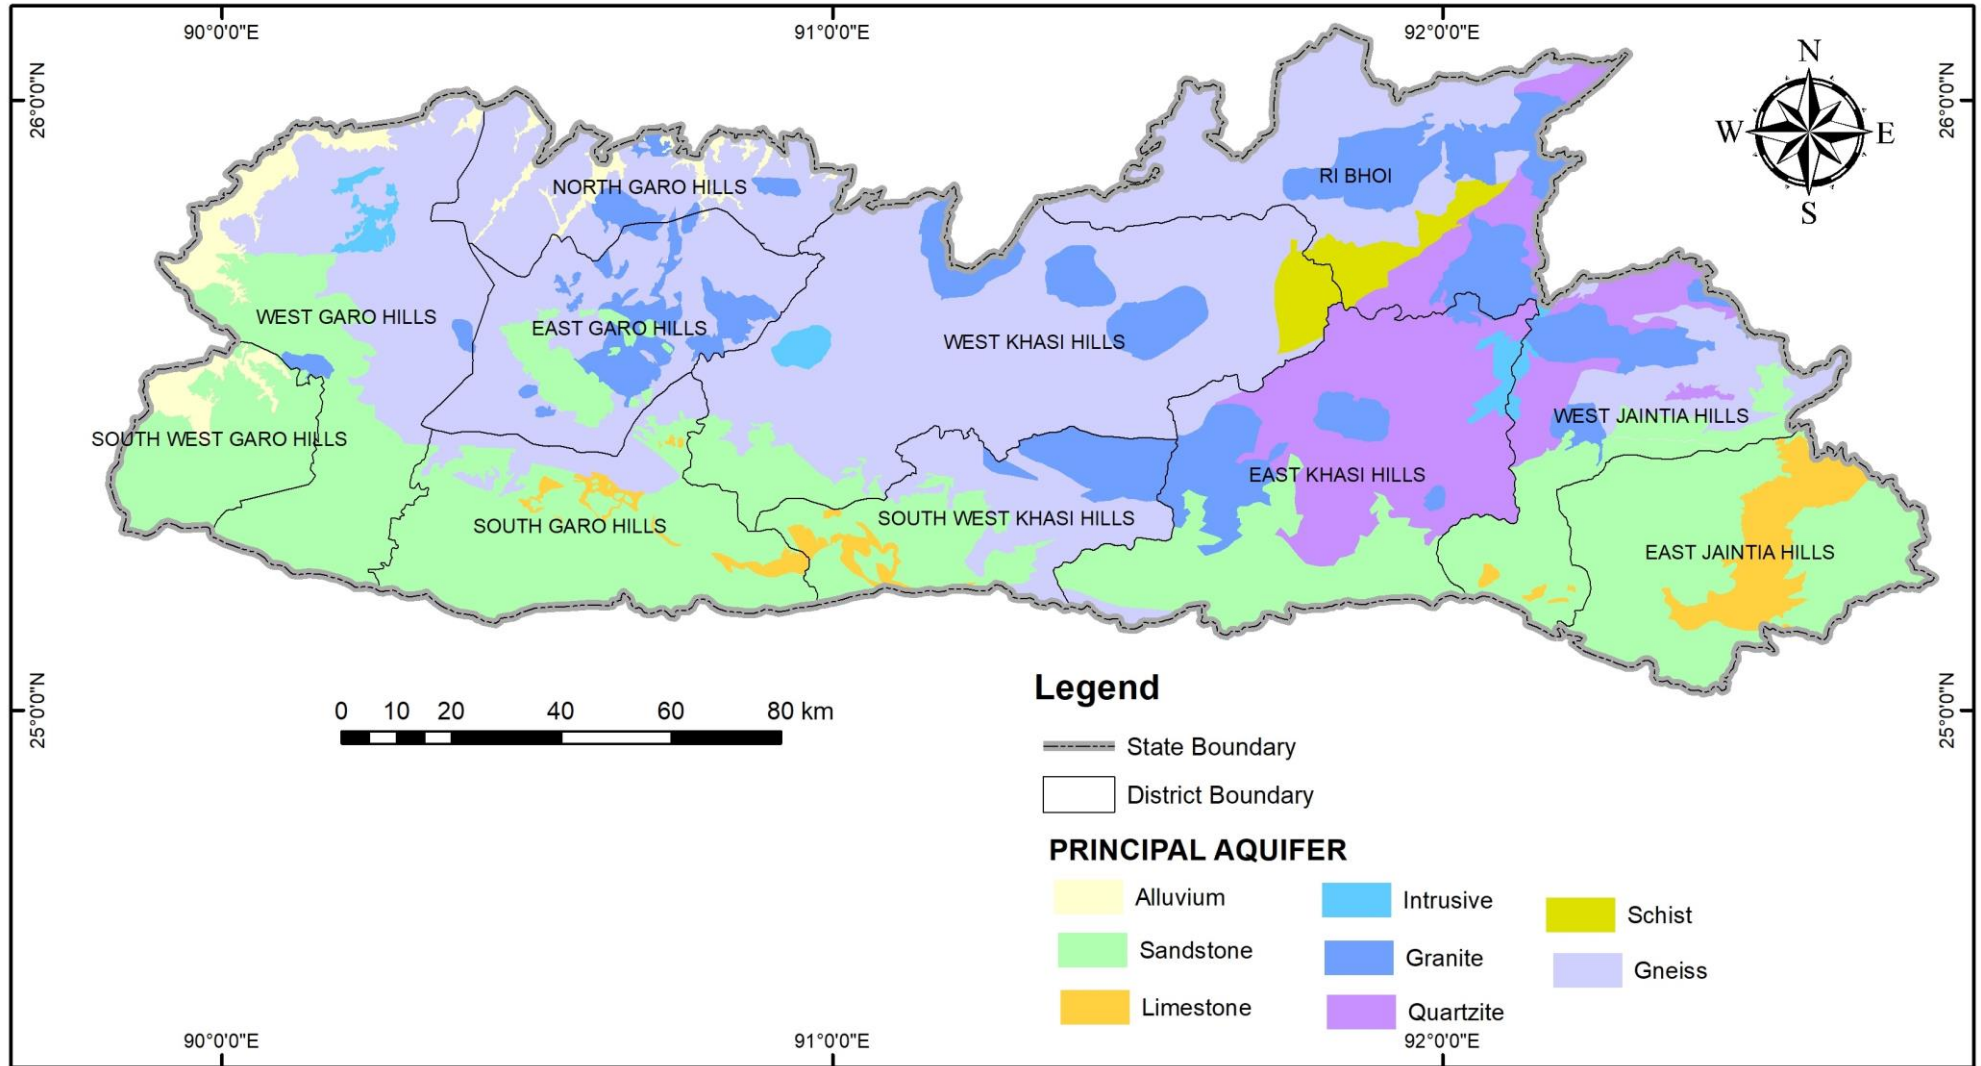 90°0'0"E
91°0'0"E
92°0'0"E
26°0'0"N
26°0'0"N
N
W
E
S
NORTH GARO HILLS
RI BHOI
WEST GARO HILLS
EAST GARO HILLS
WEST KHASI HILLS
WEST JAINTIA HILLS
SOUTH WEST GARO HILLS
EAST KHASI HILLS
SOUTH GARO HILLS
SOUTH WEST KHASI HILLS
EAST JAINTIA HILLS
25°0'0"N
25°0'0"N
0 10 20 40 60 80 km
Legend
State Boundary
District Boundary
PRINCIPAL AQUIFER
Alluvium
Sandstone
Limestone
Intrusive
Granite
Quartzite
Schist
Gneiss
90°0'0"E
91°0'0"E
92°0'0"E